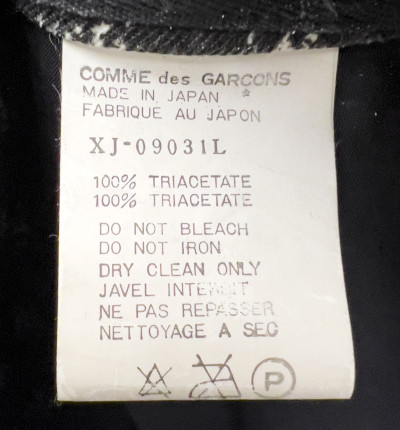 COMME des GARCONS
MADE IN JAPAN *
FABRIQUE AU JAPON
XJ-09031L
100% TRIACETATE
100% TRIACETATE
DO NOT BLEACH
DO NOT IRON
DRY CLEAN ONLY
JAVEL INTERDIT
NE PAS REPASSER
NETTOYAGE A SEC
P